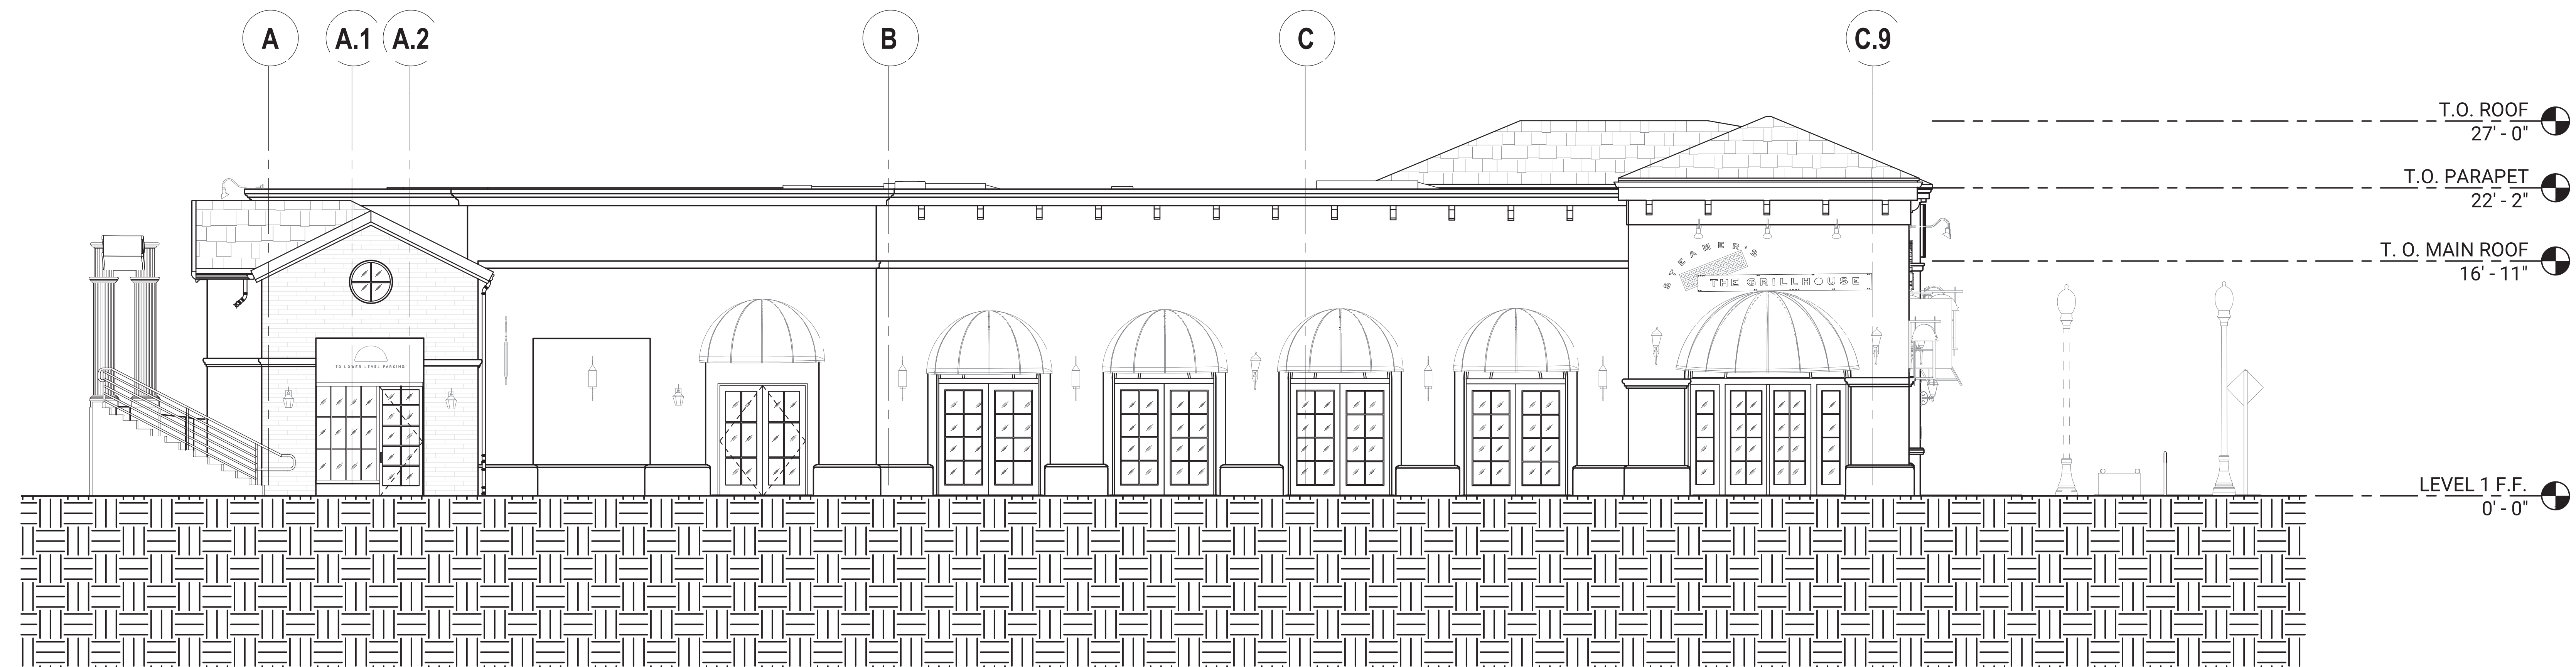 A
A.1
A.2
B
C
C.9
T.O. ROOF
27' - 0"
T.O. PARAPET
22' - 2"
T. O. MAIN ROOF
16' - 11"
STEAMER'S
THE GRILLHOUSE
TO LOWER LEVEL PARKING
LEVEL 1 F.F.
0' - 0"